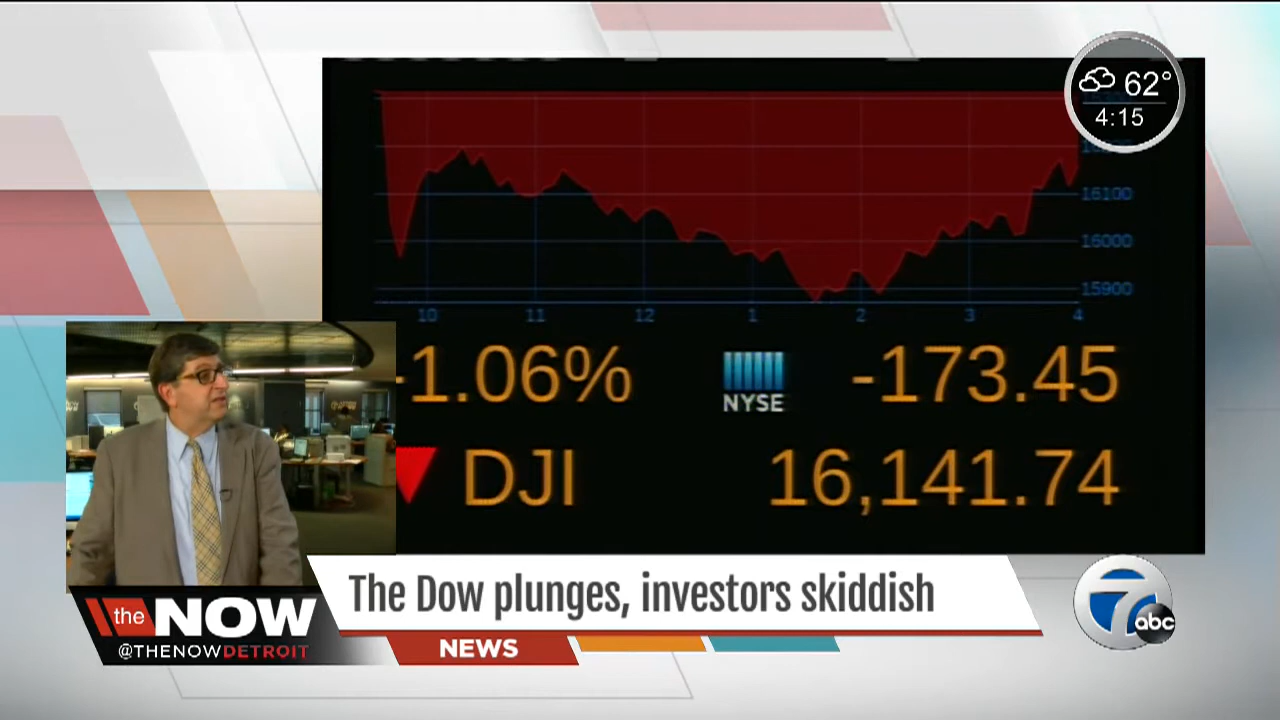 62°
4:15
16100
16000
15900
10 11 12 1 2 3 4
-1.06% NYSE -173.45
DJI 16,141.74
The Dow plunges, investors skiddish
the NOW
@THENOWDETROIT
NEWS
7 abc